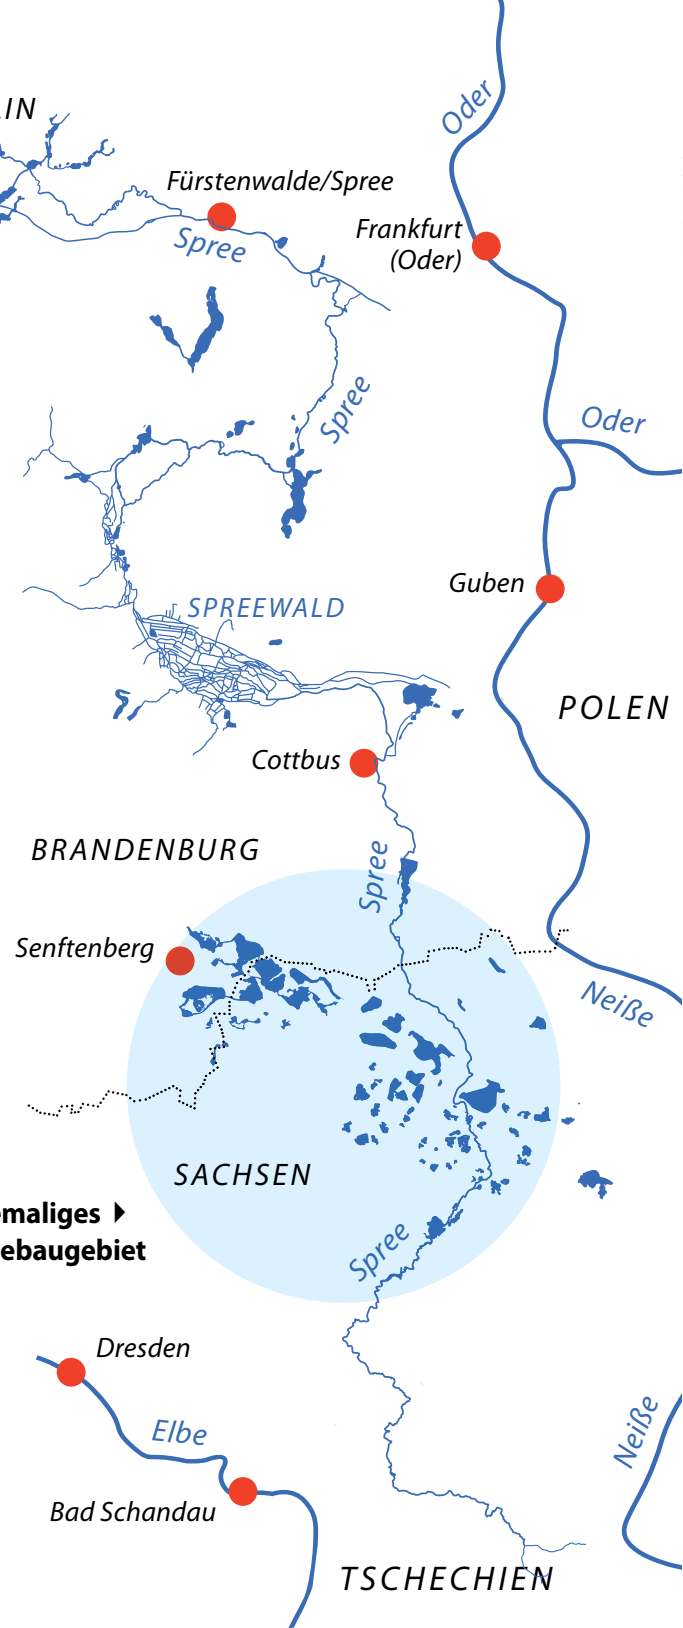 Oder
LIN
Fürstenwalde/Spree
Frankfurt
(Oder)
Spree
Spree
Oder
Guben
SPREEWALD
POLEN
Cottbus
BRANDENBURG
Spree
Senftenberg
Neiße
SACHSEN
emaliges
ebaugebiet
Spree
Dresden
Neiße
Elbe
Bad Schandau
TSCHECHIEN